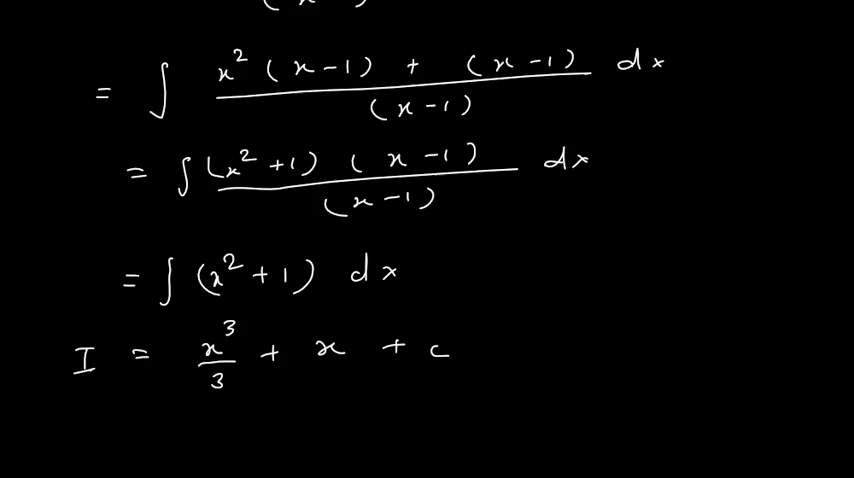 = ∫ x² (x-1) + (x-1) / (x-1) dx
= ∫ (x²+1) (x-1) / (x-1) dx
= ∫ (x²+1) dx
I = x³/3 + x + c